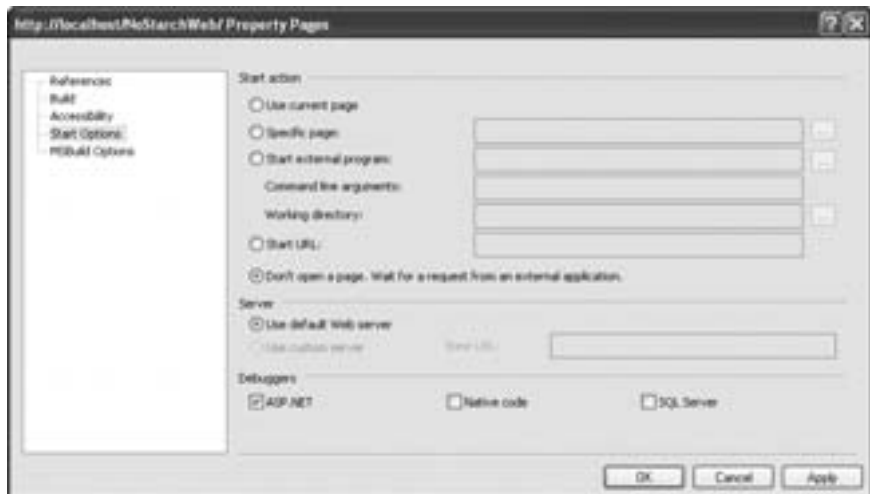 http://localhost/NoStarchWeb/ Property Pages
References
Build
Accessibility
Start Options
MSBuild Options
Start action
Use current page
Specific page:
...
Start external program:
...
Command line arguments:
Working directory:
...
Start URL:
Don't open a page. Wait for a request from an external application.
Server
Use default Web server
Use custom server
Base URL:
Debuggers
ASP.NET
Native code
SQL Server
OK
Cancel
Apply